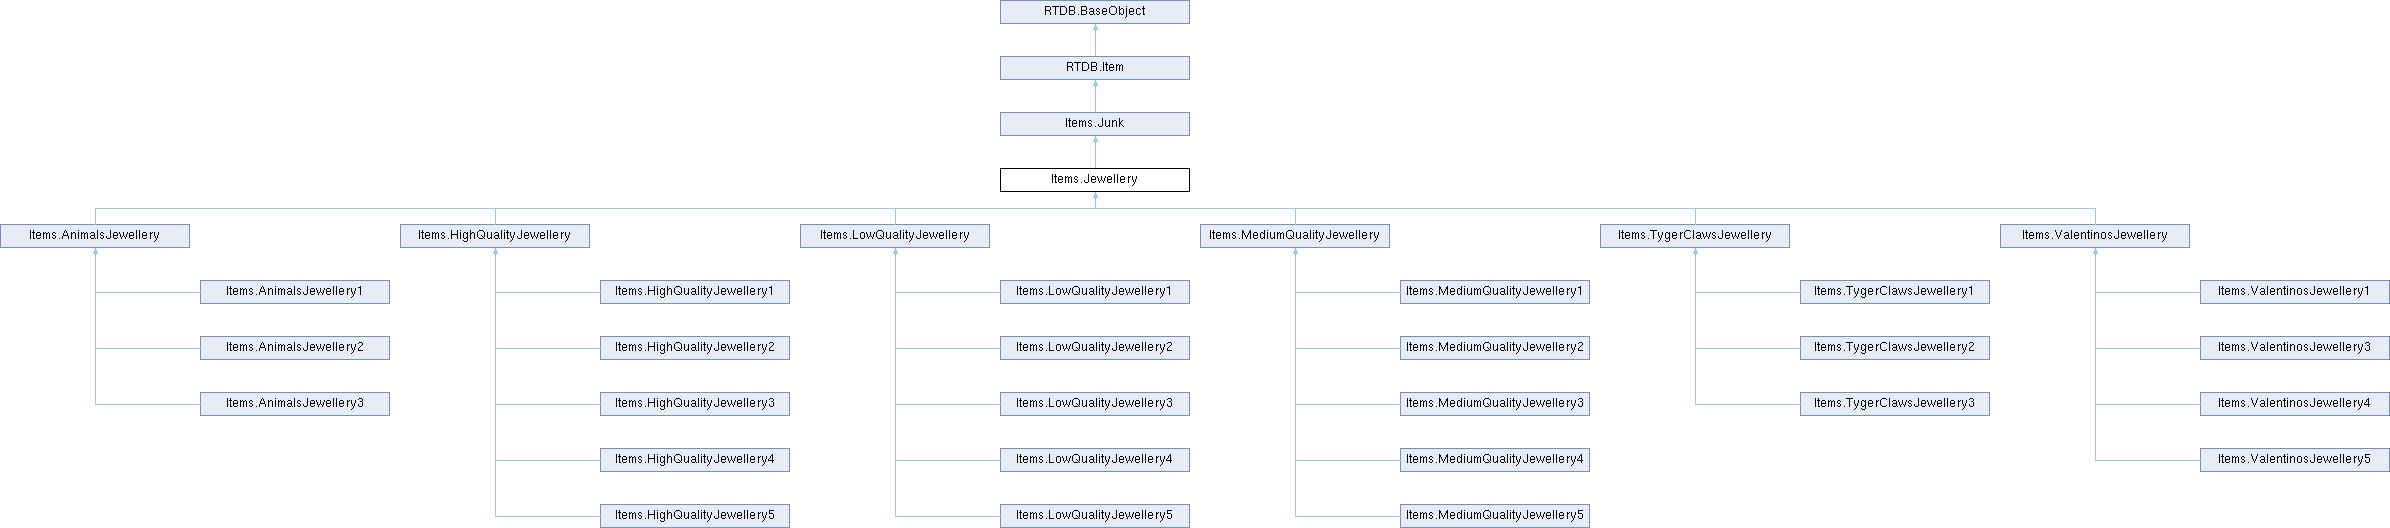 RTDB.BaseObject
RTDB.Item
Items.Junk
Items.Jewellery
Items.AnimalsJewellery
Items.HighQualityJewellery
Items.LowQualityJewellery
Items.MediumQualityJewellery
Items.TygerClawsJewellery
Items.ValentinosJewellery
Items.AnimalsJewellery1
Items.HighQualityJewellery1
Items.LowQualityJewellery1
Items.MediumQualityJewellery1
Items.TygerClawsJewellery1
Items.ValentinosJewellery1
Items.AnimalsJewellery2
Items.HighQualityJewellery2
Items.LowQualityJewellery2
Items.MediumQualityJewellery2
Items.TygerClawsJewellery2
Items.ValentinosJewellery3
Items.AnimalsJewellery3
Items.HighQualityJewellery3
Items.LowQualityJewellery3
Items.MediumQualityJewellery3
Items.TygerClawsJewellery3
Items.ValentinosJewellery4
Items.HighQualityJewellery4
Items.LowQualityJewellery4
Items.MediumQualityJewellery4
Items.ValentinosJewellery5
Items.HighQualityJewellery5
Items.LowQualityJewellery5
Items.MediumQualityJewellery5